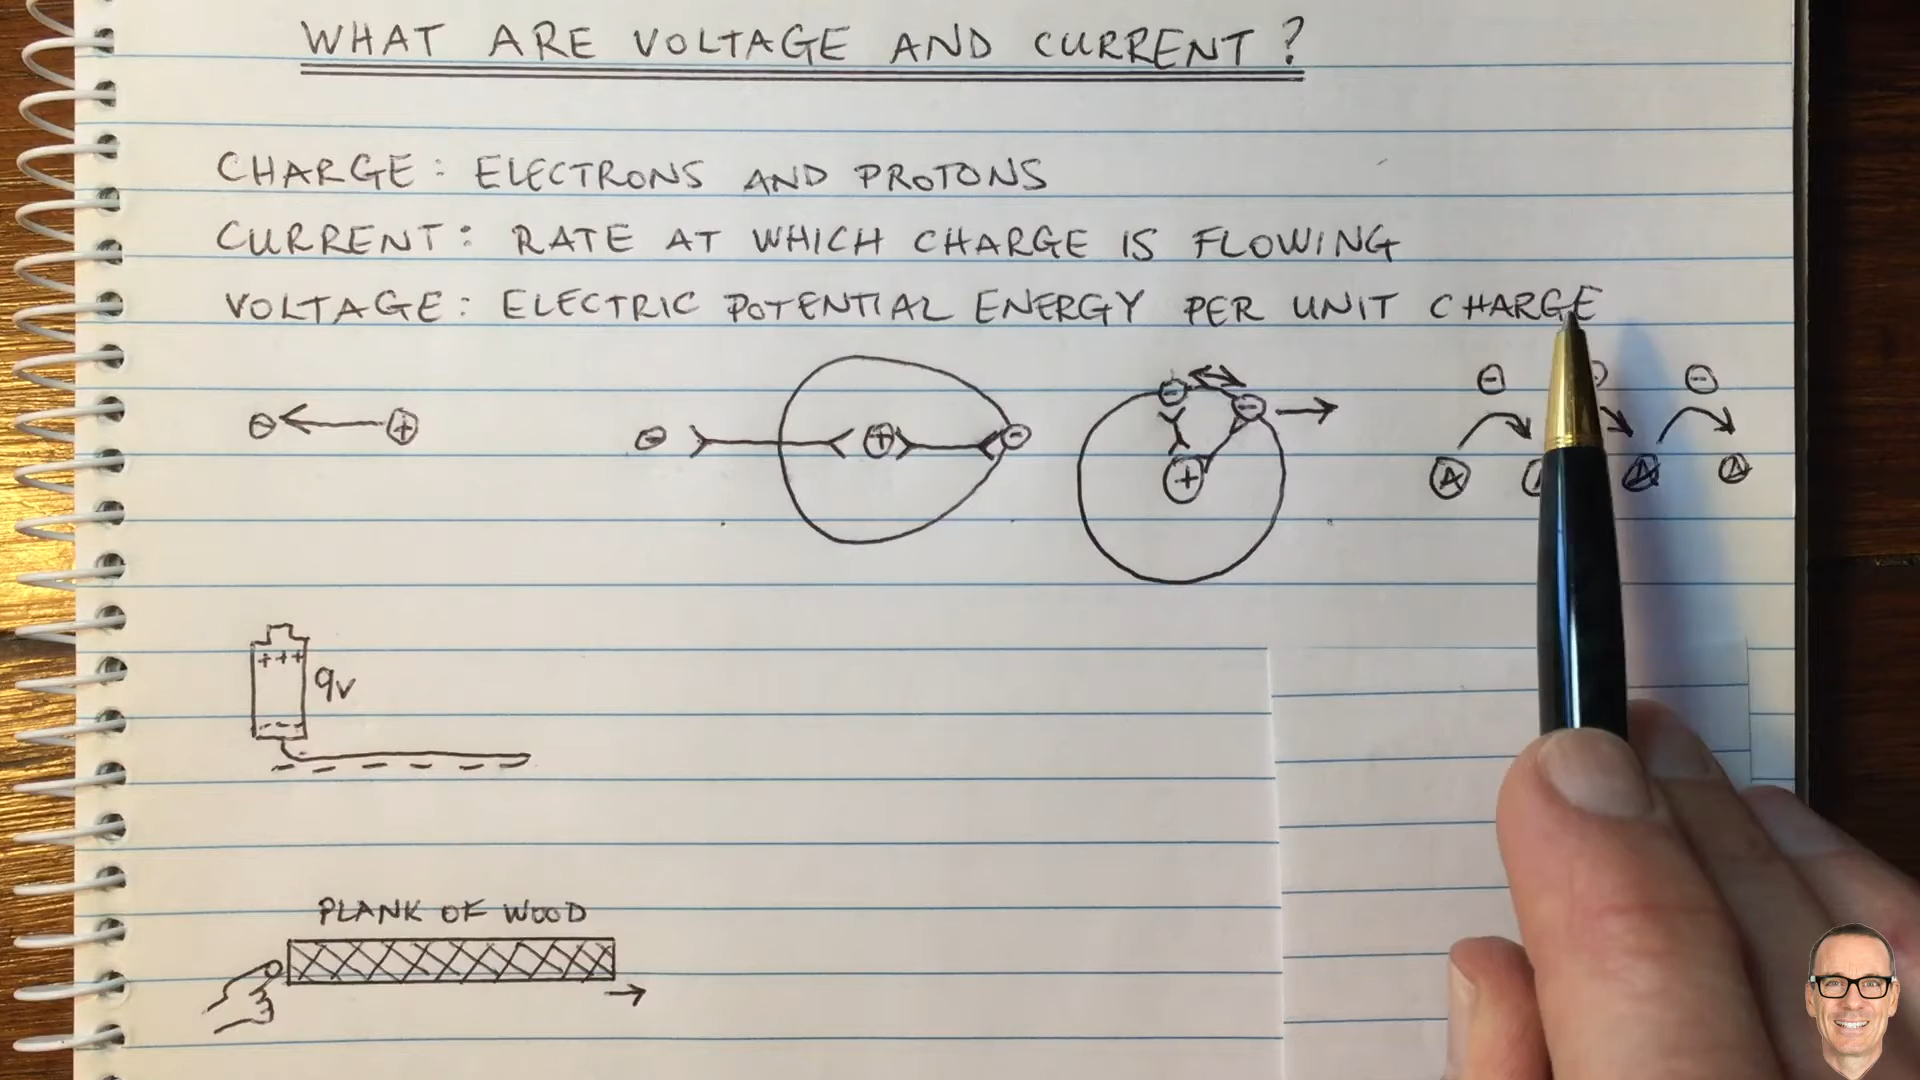 WHAT ARE VOLTAGE AND CURRENT?
CHARGE: ELECTRONS AND PROTONS
CURRENT: RATE AT WHICH CHARGE IS FLOWING
VOLTAGE: ELECTRIC POTENTIAL ENERGY PER UNIT CHARGE
9V
PLANK OF WOOD